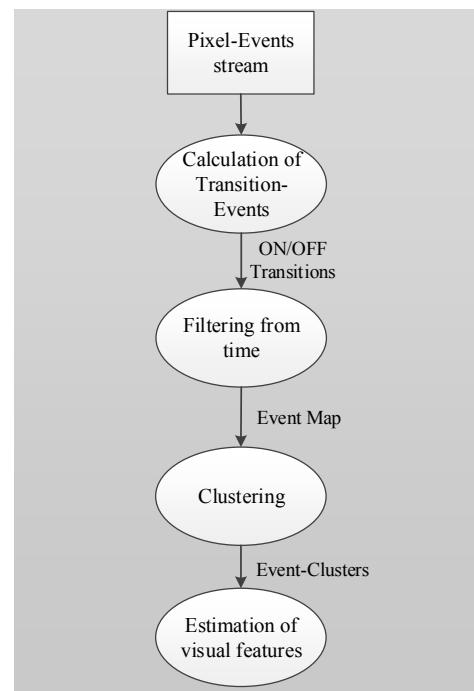 Pixel-Events
stream
Calculation of
Transition-
Events
ON/OFF
Transitions
Filtering from
time
Event Map
Clustering
Event-Clusters
Estimation of
visual features